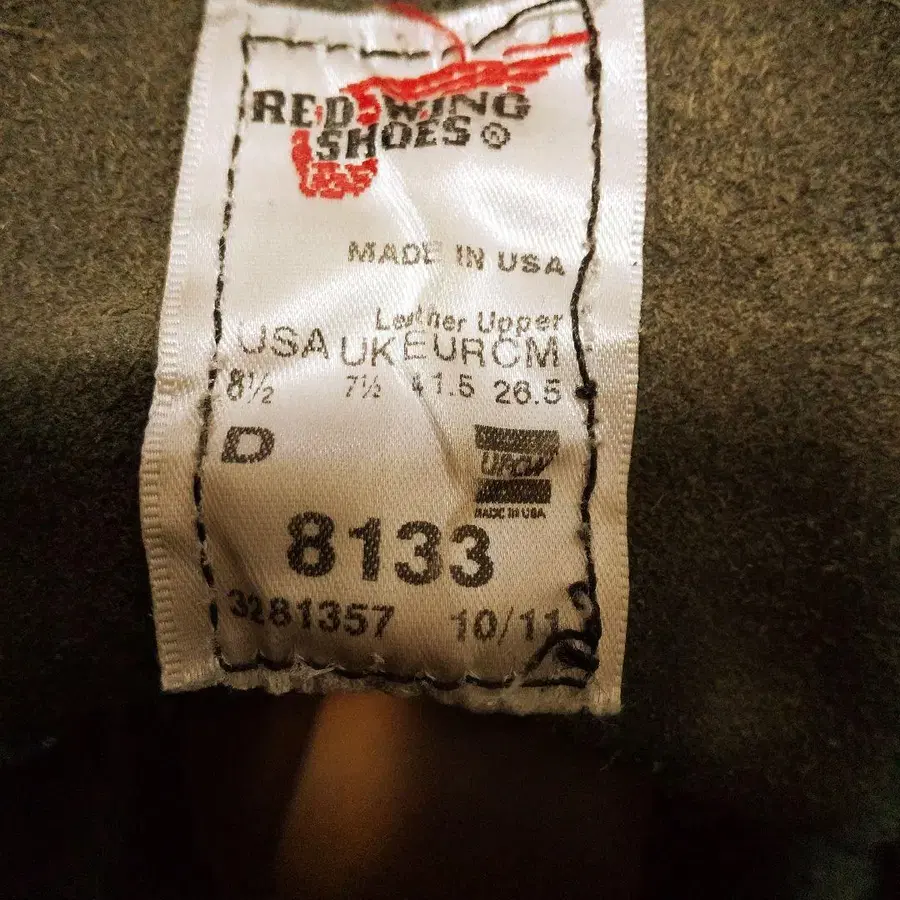 RED WING
SHOES®
MADE IN USA
Leather Upper
USA UK EUR CM
8½ 7½ 41.5 26.5
D
UFCW
MADE IN USA
8133
3281357 10/11